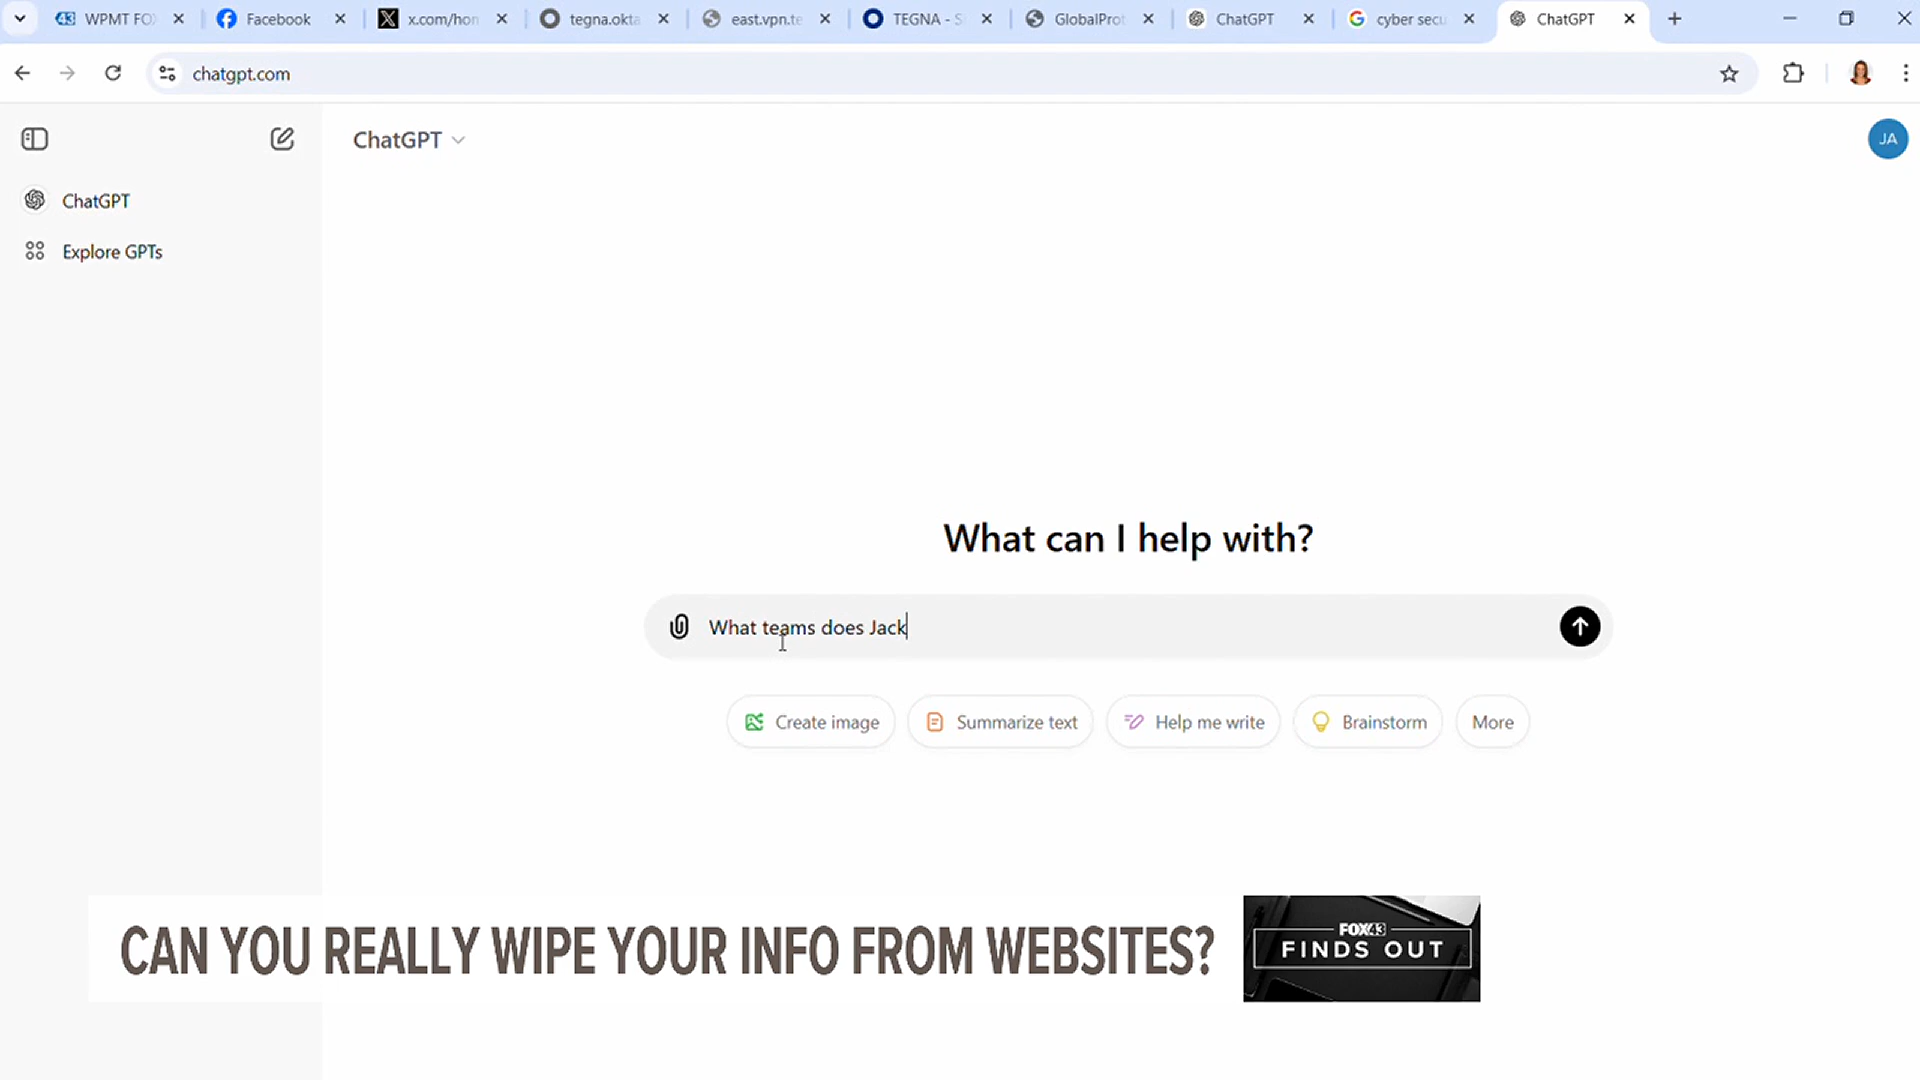 43 WPMT FO
Facebook
x.com/hon
tegna.okta
east.vpn.te
TEGNA - S
GlobalProt
ChatGPT
cyber secu
ChatGPT
chatgpt.com
ChatGPT
JA
ChatGPT
Explore GPTs
What can I help with?
What teams does Jack
Create image
Summarize text
Help me write
Brainstorm
More
CAN YOU REALLY WIPE YOUR INFO FROM WEBSITES?
FOX43
FINDS OUT